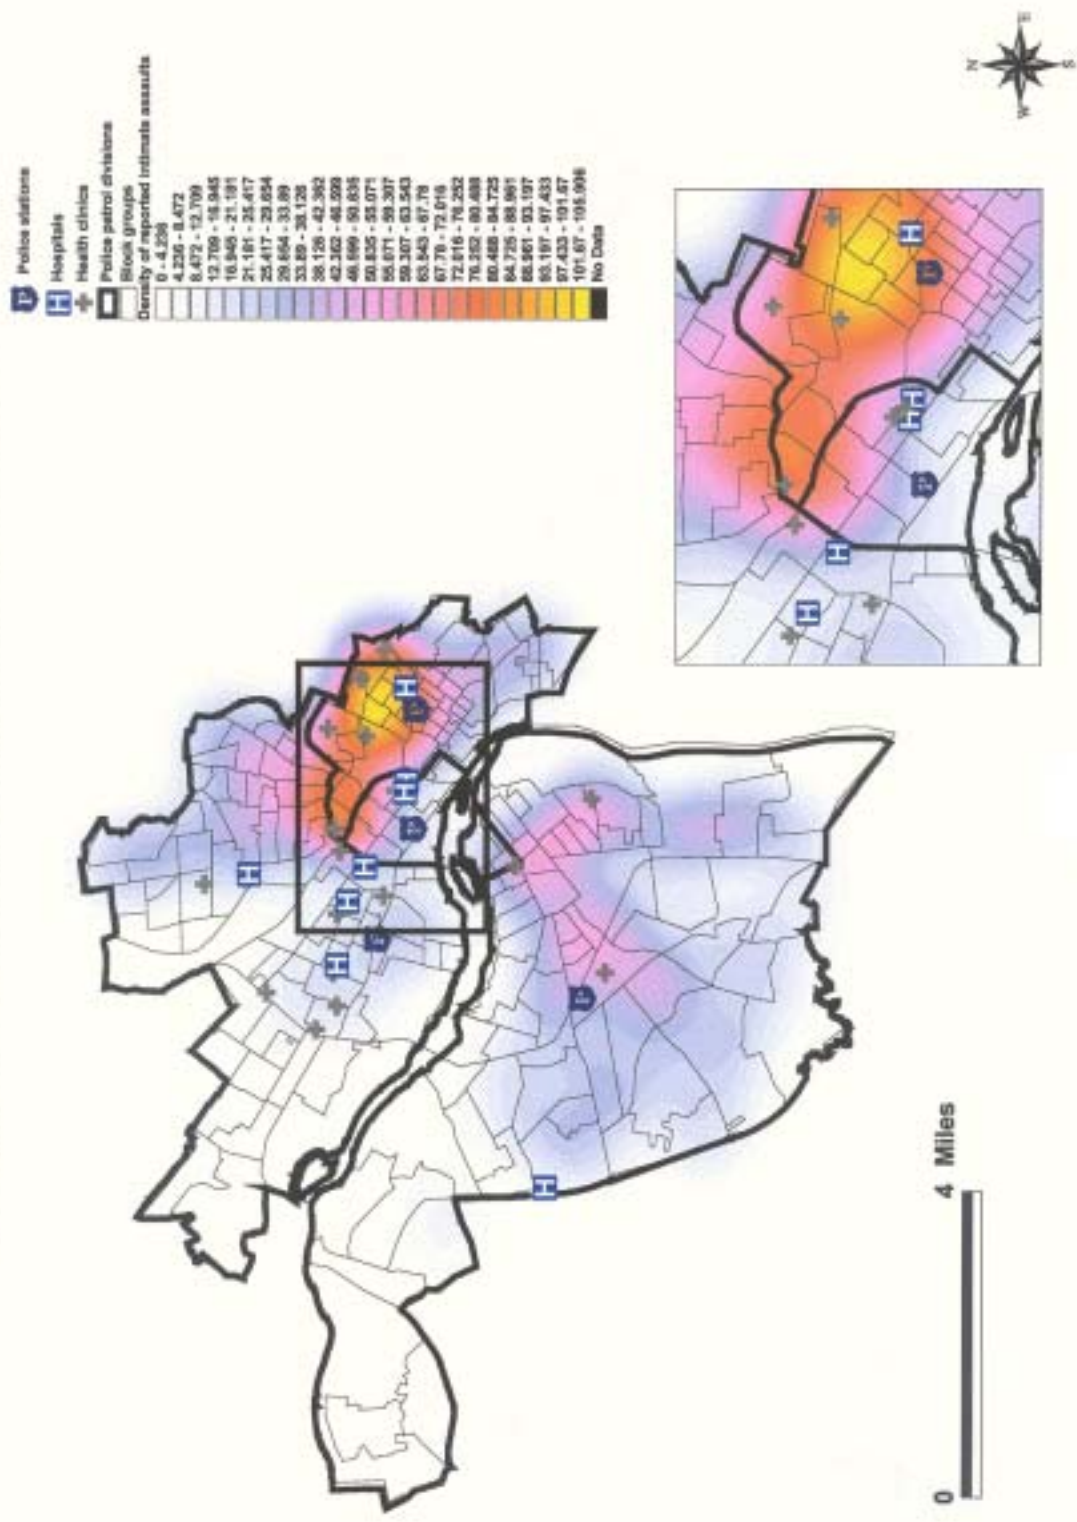 Police stations
Hospitals
Health clinics
Police patrol divisions
Block groups
Density of reported intimate assaults
0 - 4.236
4.236 - 8.472
8.472 - 12.709
12.709 - 16.945
16.945 - 21.181
21.181 - 25.417
25.417 - 29.654
29.654 - 33.89
33.89 - 38.126
38.126 - 42.362
42.362 - 46.599
46.599 - 50.835
50.835 - 55.071
55.071 - 59.307
59.307 - 63.543
63.543 - 67.78
67.78 - 72.016
72.016 - 76.252
76.252 - 80.488
80.488 - 84.725
84.725 - 88.961
88.961 - 93.197
93.197 - 97.433
97.433 - 101.67
101.67 - 105.906
No Data
N
E
S
W
P
H
H
P
H
H
P
H
H
P
H
H
P
H
P
H
H
P
H
H
0
4 Miles